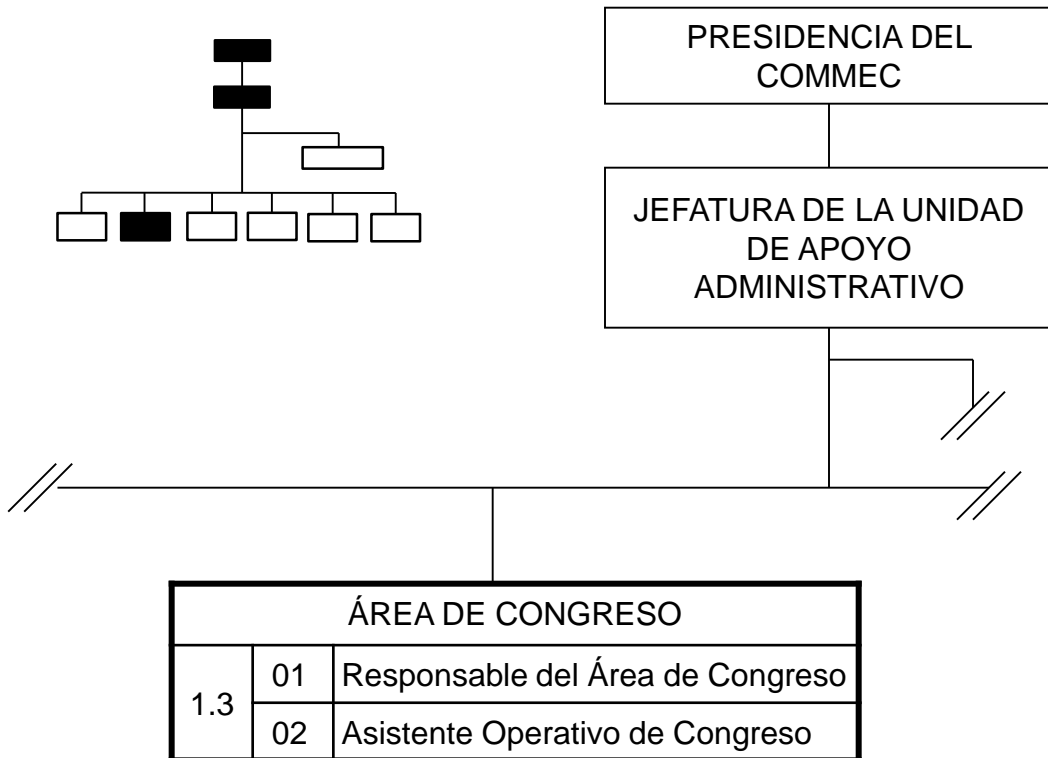 PRESIDENCIA DEL
COMMEC
JEFATURA DE LA UNIDAD
DE APOYO
ADMINISTRATIVO
ÁREA DE CONGRESO
1.3
01 Responsable del Área de Congreso
02 Asistente Operativo de Congreso